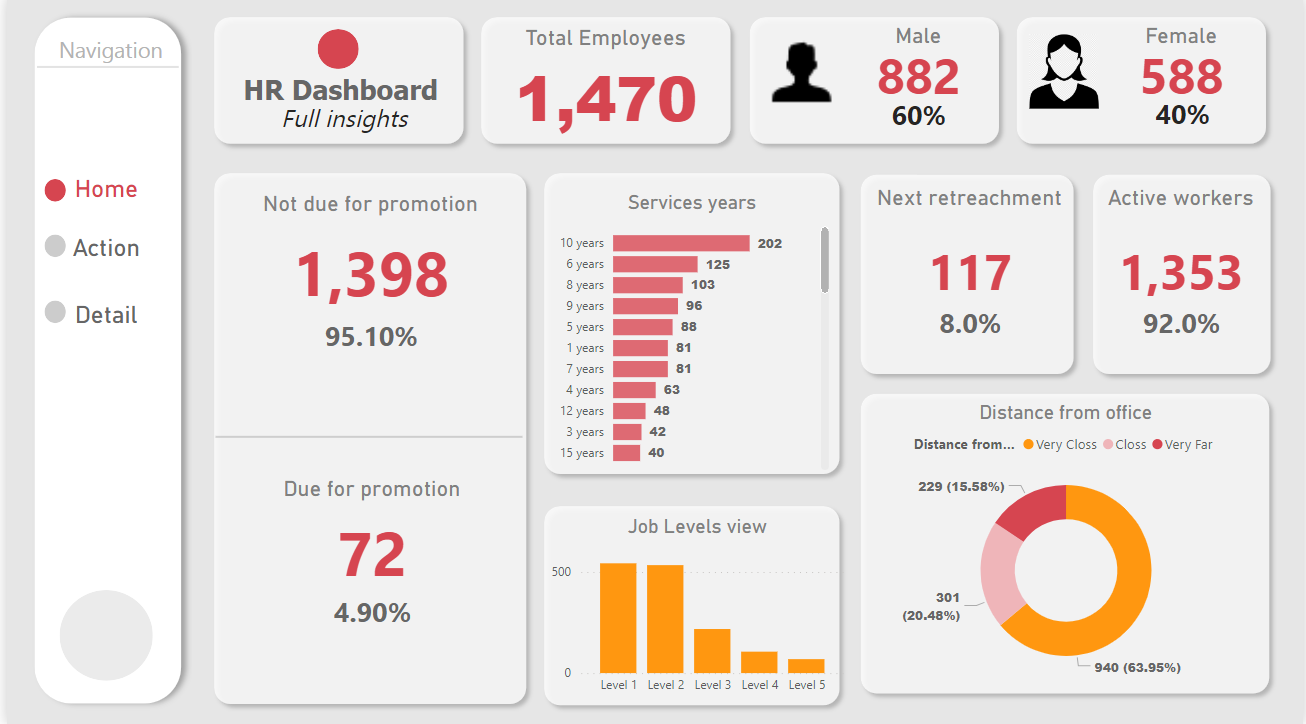 Navigation
Home
Action
Detail
HR Dashboard
Full insights
Total Employees
1,470
Male
882
60%
Female
588
40%
Not due for promotion
1,398
95.10%
Due for promotion
72
4.90%
Services years
10 years 202
6 years 125
8 years 103
9 years 96
5 years 88
1 years 81
7 years 81
4 years 63
12 years 48
3 years 42
15 years 40
Job Levels view
500
0
Level 1 Level 2 Level 3 Level 4 Level 5
Next retreachment
117
8.0%
Active workers
1,353
92.0%
Distance from office
Distance from... Very Closs Closs Very Far
229 (15.58%)
301
(20.48%)
940 (63.95%)